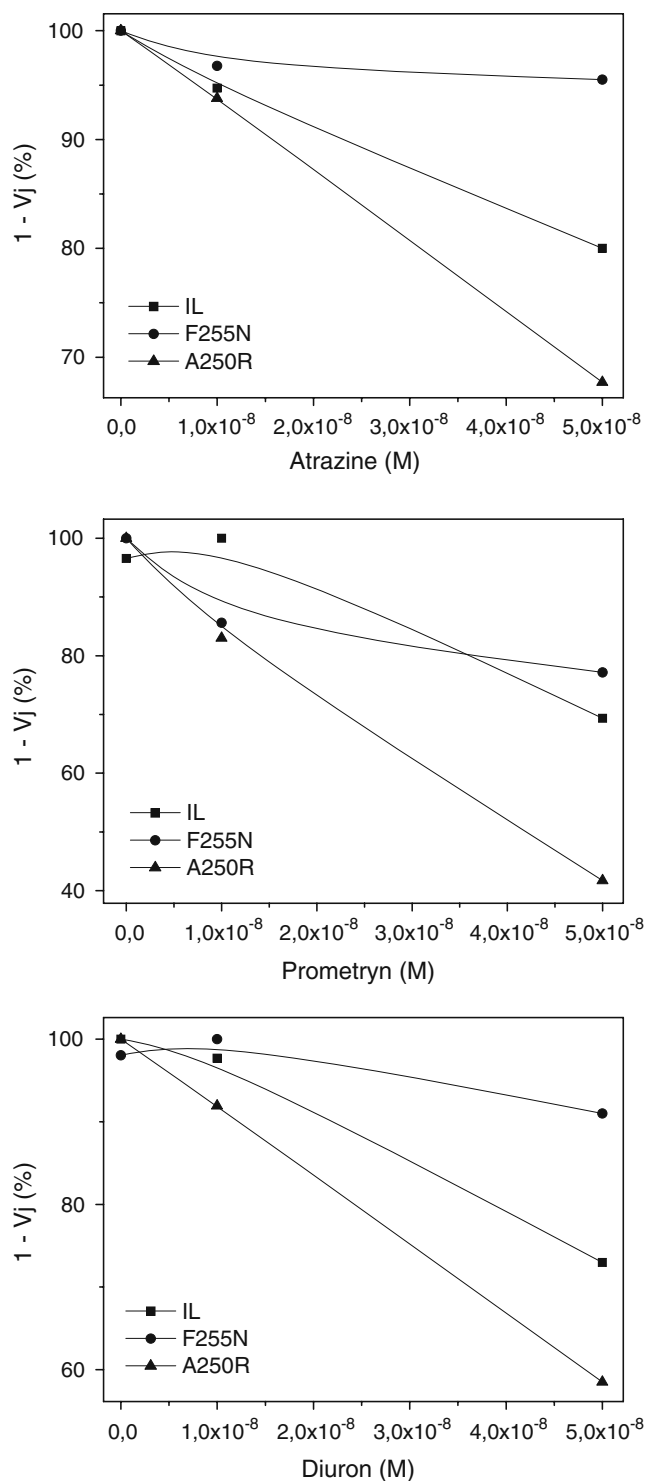 100
90
80
70
1 - Vj (%)
IL
F255N
A250R
0,0 1,0x10⁻⁸ 2,0x10⁻⁸ 3,0x10⁻⁸ 4,0x10⁻⁸ 5,0x10⁻⁸
Atrazine (M)
100
80
60
40
1 - Vj (%)
IL
F255N
A250R
0,0 1,0x10⁻⁸ 2,0x10⁻⁸ 3,0x10⁻⁸ 4,0x10⁻⁸ 5,0x10⁻⁸
Prometryn (M)
100
80
60
1 - Vj (%)
IL
F255N
A250R
0,0 1,0x10⁻⁸ 2,0x10⁻⁸ 3,0x10⁻⁸ 4,0x10⁻⁸ 5,0x10⁻⁸
Diuron (M)